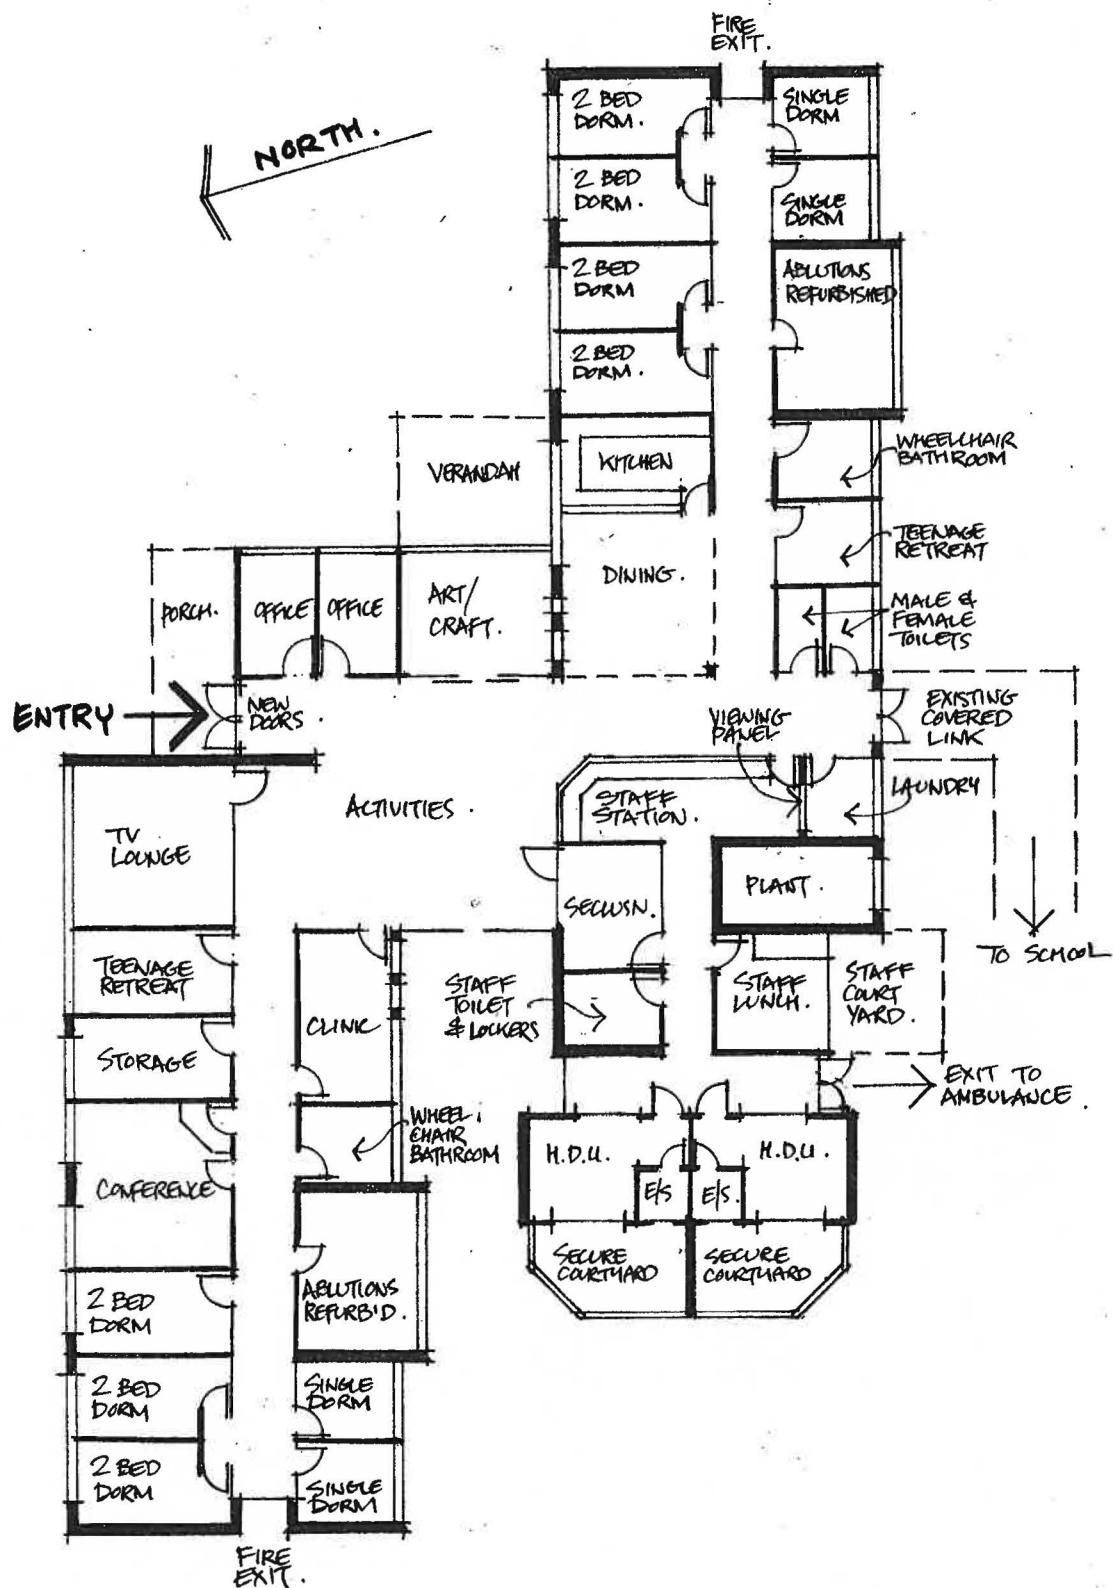 FIRE
EXIT.
NORTH.
2 BED
DORM.
SINGLE
DORM
2 BED
DORM.
SINGLE
DORM
2 BED
DORM
ABLUTIONS
REFURBISHED
2 BED
DORM.
KITCHEN
WHEELCHAIR
BATHROOM
VERANDAH
TEENAGE
RETREAT
DINING.
PORCH.
OFFICE
OFFICE
ART/
CRAFT.
MALE &
FEMALE
TOILETS
ENTRY
NEW
DOORS.
VIEWING
PANEL
EXISTING
COVERED
LINK
ACTIVITIES.
STAFF
STATION.
LAUNDRY
TV
LOUNGE
SECLUSN.
PLANT.
TO SCHOOL
TEENAGE
RETREAT
STAFF
TOILET
& LOCKERS
STAFF
LUNCH.
STAFF
COURT
YARD.
CLINIC
STORAGE
EXIT TO
AMBULANCE.
WHEEL
CHAIR
BATHROOM
H.D.U.
H.D.U.
CONFERENCE
E/S
E/S.
SECURE
COURTYARD
SECURE
COURTYARD
ABLUTIONS
REFURB'D.
2 BED
DORM
2 BED
DORM
SINGLE
DORM
2 BED
DORM
SINGLE
DORM
FIRE
EXIT.